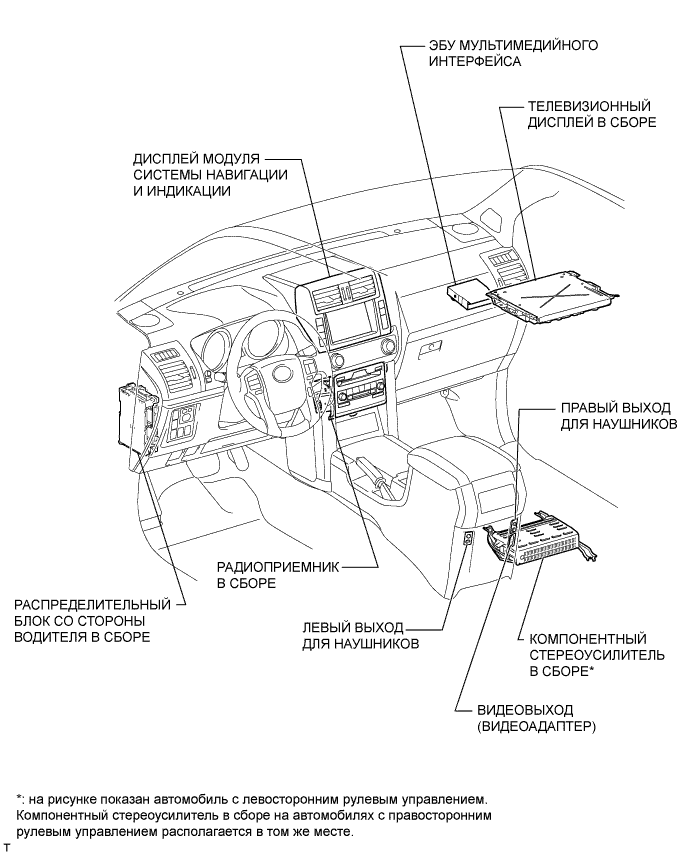 ЭБУ МУЛЬТИМЕДИЙНОГО
ИНТЕРФЕЙСА
ТЕЛЕВИЗИОННЫЙ
ДИСПЛЕЙ В СБОРЕ
ДИСПЛЕЙ МОДУЛЯ
СИСТЕМЫ НАВИГАЦИИ
И ИНДИКАЦИИ
ПРАВЫЙ ВЫХОД
ДЛЯ НАУШНИКОВ
РАДИОПРИЕМНИК
В СБОРЕ
РАСПРЕДЕЛИТЕЛЬНЫЙ
БЛОК СО СТОРОНЫ
ВОДИТЕЛЯ В СБОРЕ
ЛЕВЫЙ ВЫХОД
ДЛЯ НАУШНИКОВ
КОМПОНЕНТНЫЙ
СТЕРЕОУСИЛИТЕЛЬ
В СБОРЕ*
ВИДЕОВЫХОД
(ВИДЕОАДАПТЕР)
*: на рисунке показан автомобиль с левосторонним рулевым управлением.
Компонентный стереоусилитель в сборе на автомобилях с правосторонним
рулевым управлением располагается в том же месте.
T